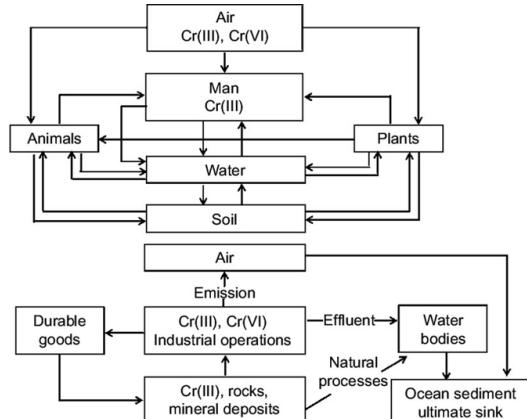 Air
Cr(III), Cr(VI)
Man
Cr(III)
Animals
Plants
Water
Soil
Air
Emission
Durable
goods
Cr(III), Cr(VI)
Industrial operations
Effluent
Water
bodies
Natural
processes
Cr(III), rocks,
mineral deposits
Ocean sediment
ultimate sink